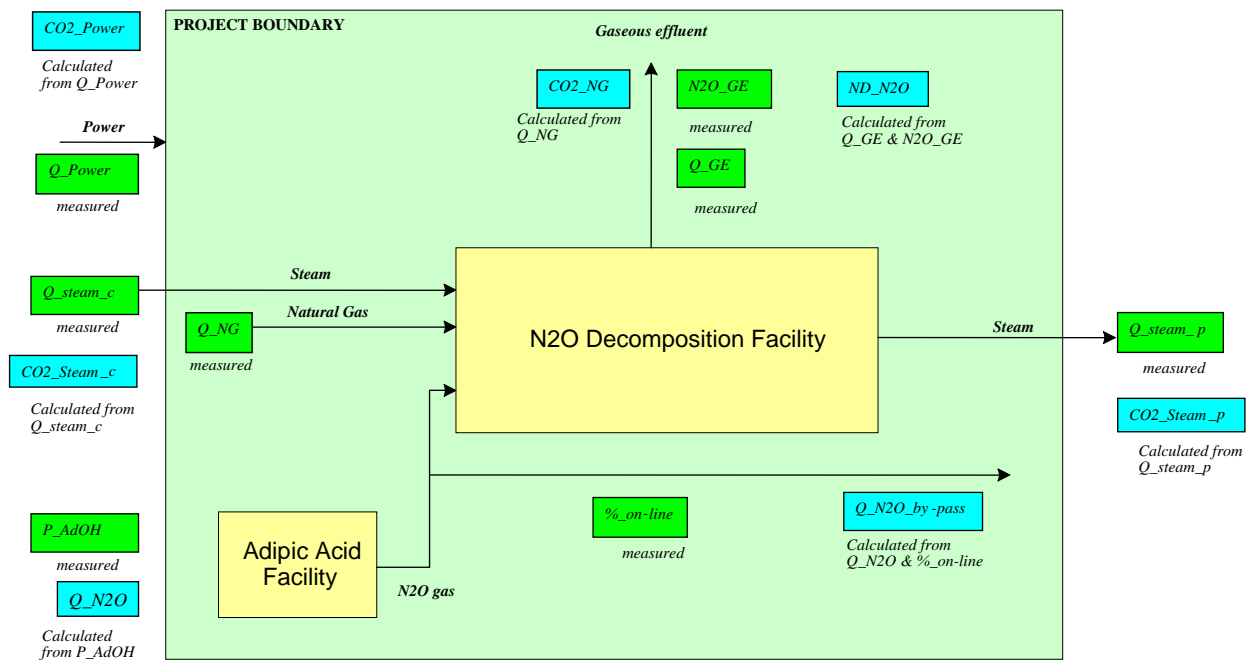 CO2_Power
Calculated
from Q_Power
Power
Q_Power
measured
PROJECT BOUNDARY
Gaseous effluent
CO2_NG
Calculated from
Q_NG
N2O_GE
measured
Q_GE
measured
ND_N2O
Calculated from
Q_GE & N2O_GE
Q_steam_c
measured
CO2_Steam_c
Calculated from
Q_steam_c
Steam
Natural Gas
Q_NG
measured
N2O Decomposition Facility
Steam
Q_steam_p
measured
CO2_Steam_p
Calculated from
Q_steam_p
P_AdOH
measured
Q_N2O
Calculated
from P_AdOH
Adipic Acid
Facility
N2O gas
%_on-line
measured
Q_N2O_by-pass
Calculated from
Q_N2O & %_on-line